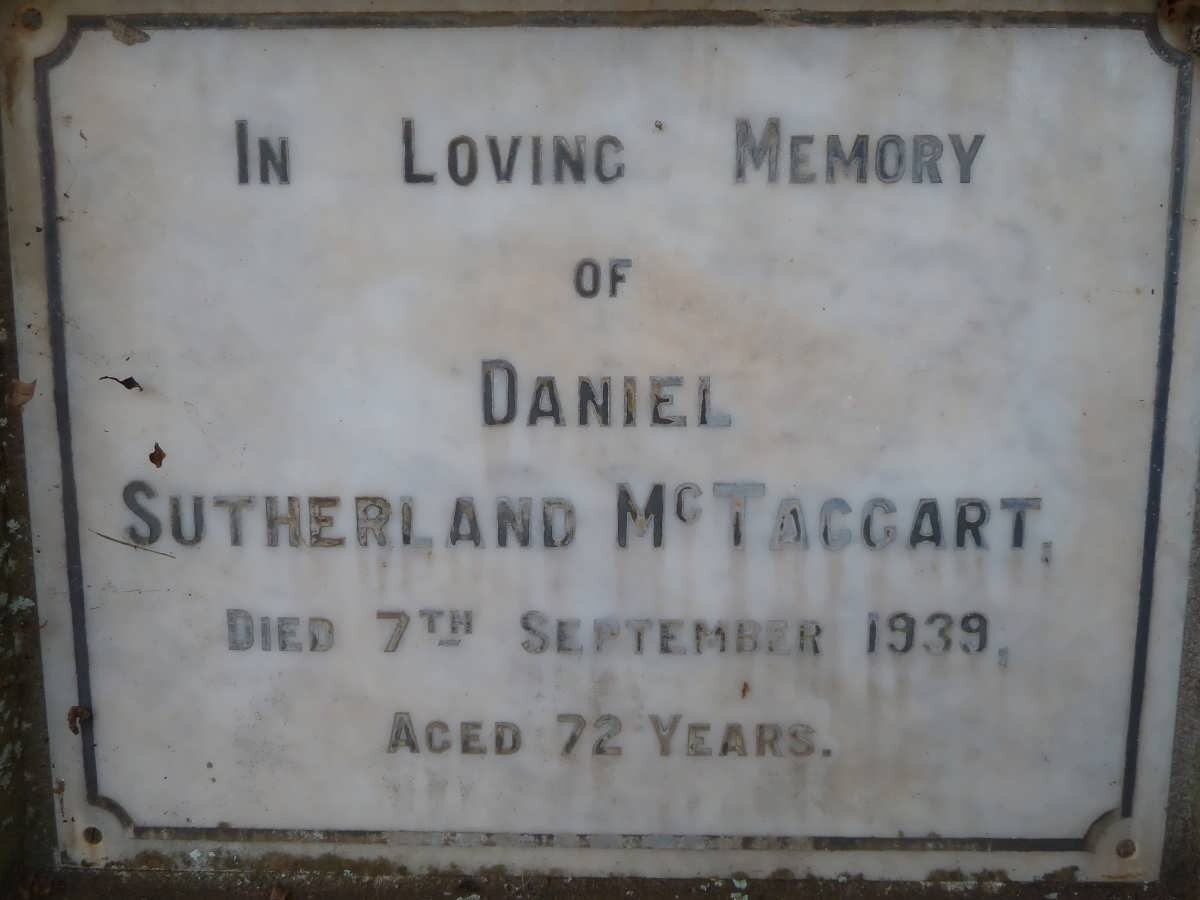 In Loving Memory
of
Daniel
Sutherland McTaggart,
Died 7th September 1939,
Aged 72 Years.